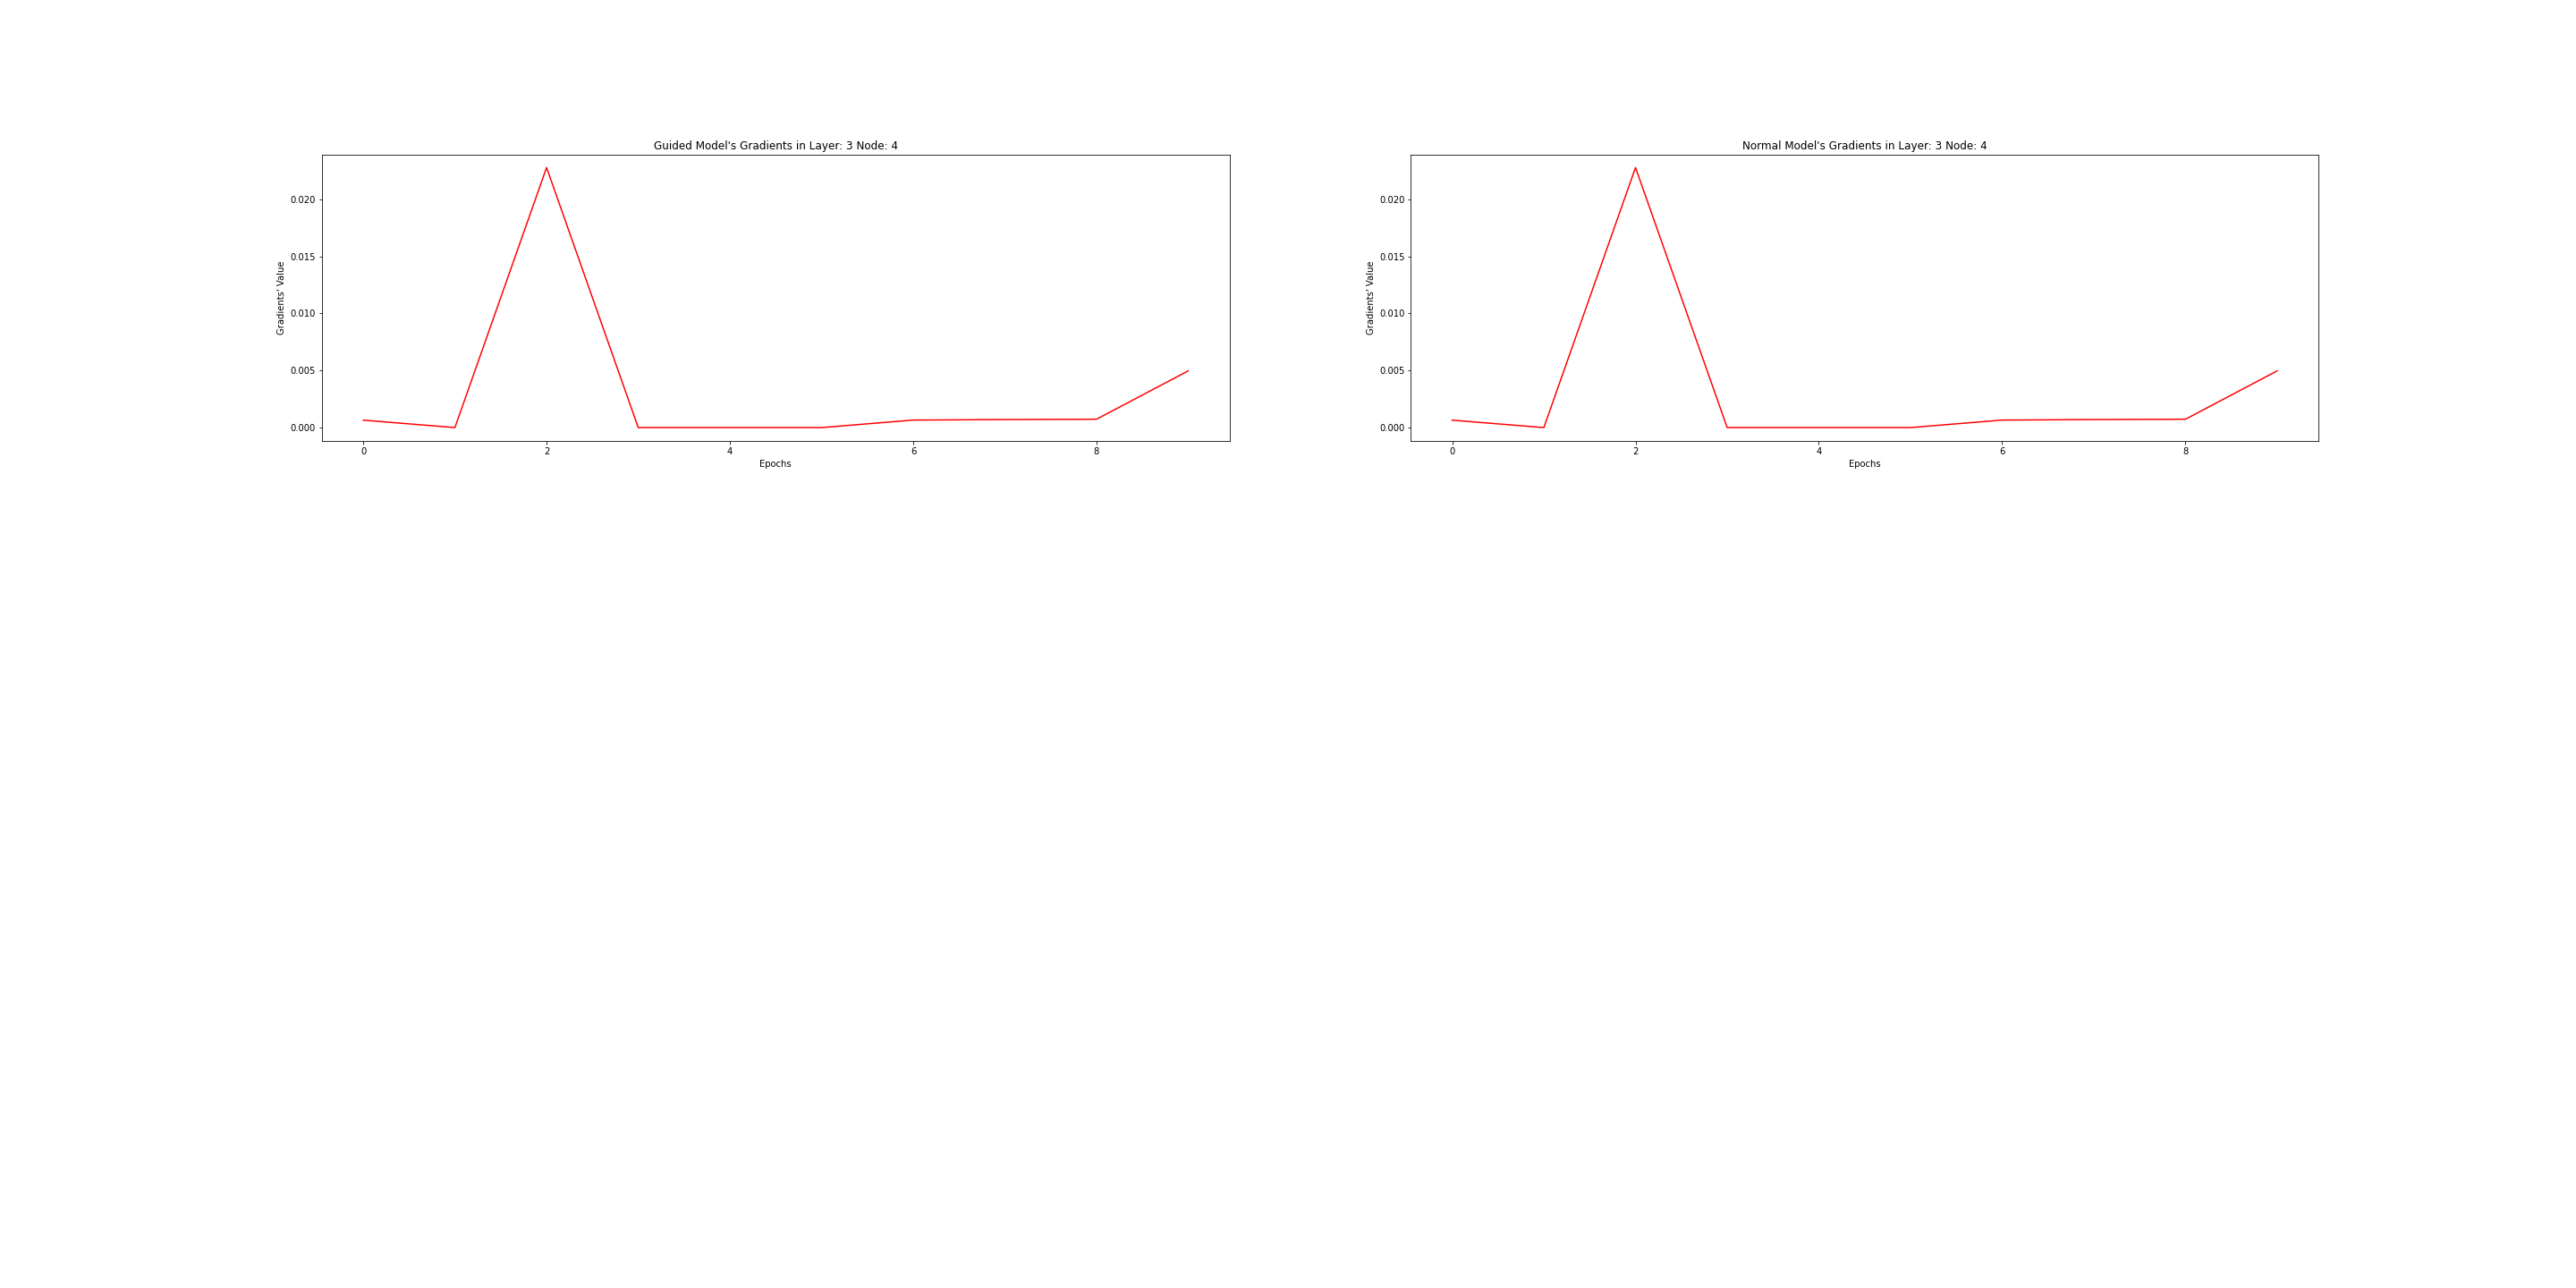 Guided Model's Gradients in Layer: 3 Node: 4
Gradients' Value
0.020
0.015
0.010
0.005
0.000
0 2 4 6 8
Epochs
Normal Model's Gradients in Layer: 3 Node: 4
Gradients' Value
0.020
0.015
0.010
0.005
0.000
0 2 4 6 8
Epochs